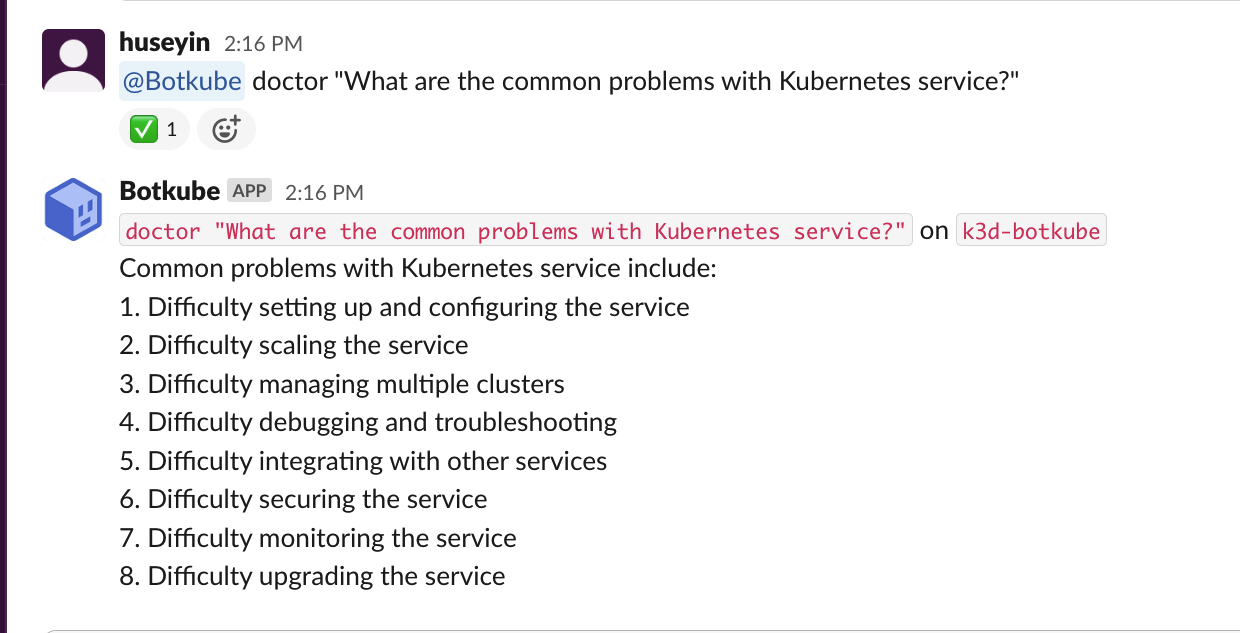 huseyin 2:16 PM
@Botkube doctor "What are the common problems with Kubernetes service?"
1
Botkube APP 2:16 PM
doctor "What are the common problems with Kubernetes service?" on k3d-botkube
Common problems with Kubernetes service include:
1. Difficulty setting up and configuring the service
2. Difficulty scaling the service
3. Difficulty managing multiple clusters
4. Difficulty debugging and troubleshooting
5. Difficulty integrating with other services
6. Difficulty securing the service
7. Difficulty monitoring the service
8. Difficulty upgrading the service